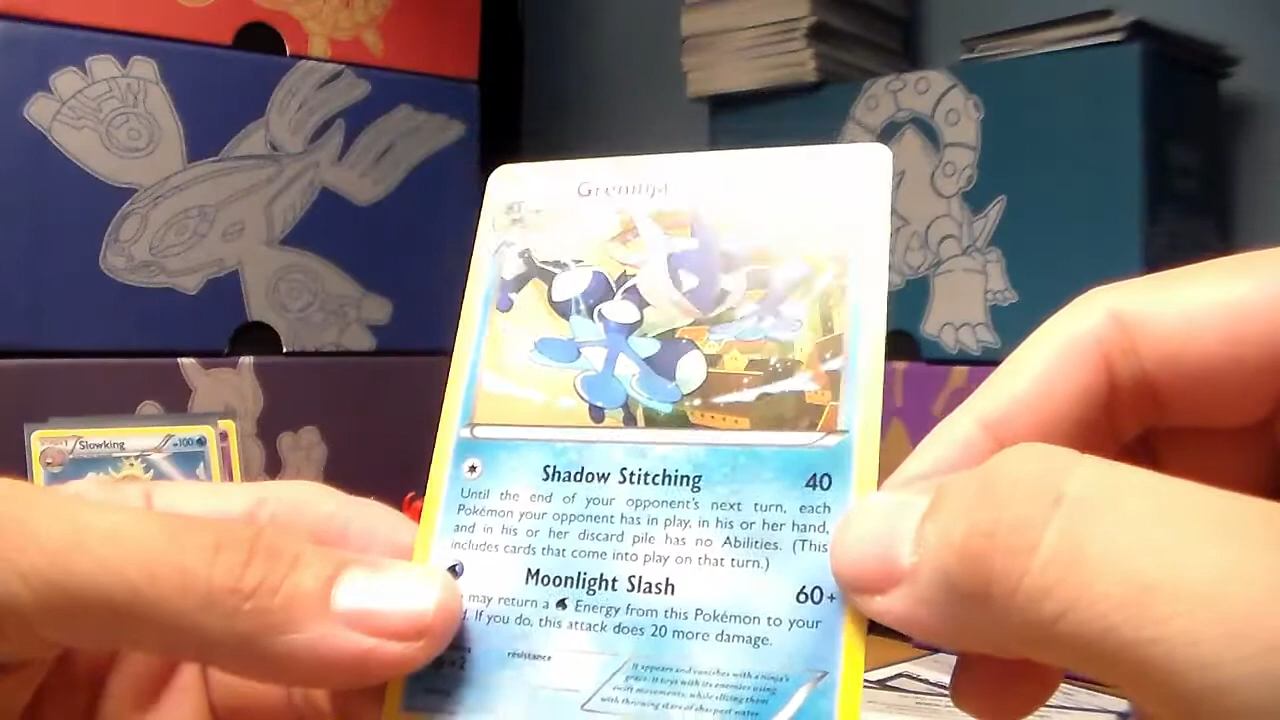 Greninja
STAGE 1 Slowking HP100
Shadow Stitching 40
Until the end of your opponent's next turn, each
Pokémon your opponent has in play, in his or her hand,
and in his or her discard pile has no Abilities. (This
includes cards that come into play on that turn.)
Moonlight Slash 60+
may return a Energy from this Pokémon to your
If you do, this attack does 20 more damage.
×2 resistance
It appears and vanishes with a ninja's
grace. It toys with its enemies using
swift movements, while slicing them
with throwing stars of sharpest water.